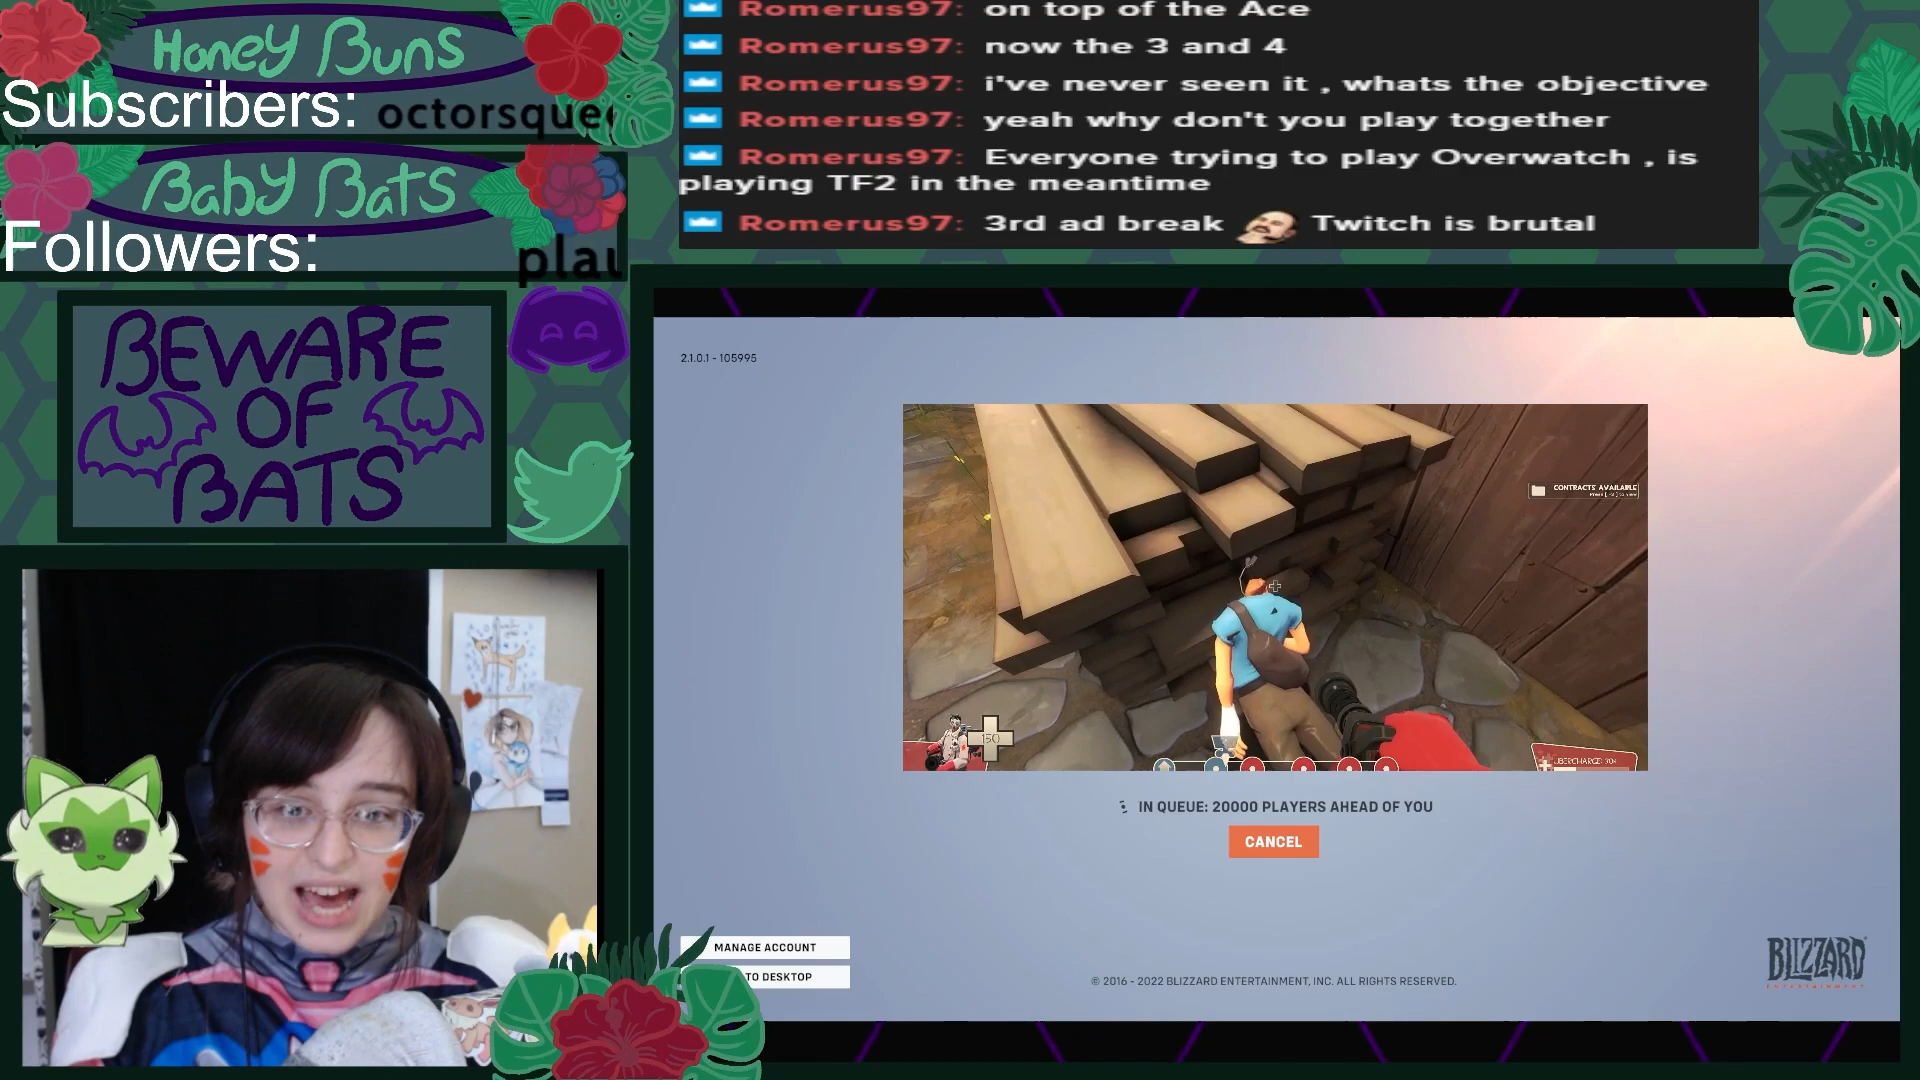 Honey Buns
Subscribers: octorsque
Baby Bats
Followers: plau
BEWARE
OF
BATS
Romerus97: on top of the Ace
Romerus97: now the 3 and 4
Romerus97: i've never seen it , whats the objective
Romerus97: yeah why don't you play together
Romerus97: Everyone trying to play Overwatch , is
playing TF2 in the meantime
Romerus97: 3rd ad break Twitch is brutal
2.1.0.1 - 105995
CONTRACTS AVAILABLE
150
UBERCHARGE: 30%
IN QUEUE: 20000 PLAYERS AHEAD OF YOU
CANCEL
MANAGE ACCOUNT
TO DESKTOP
© 2016 - 2022 BLIZZARD ENTERTAINMENT, INC. ALL RIGHTS RESERVED.
BLIZZARD
ENTERTAINMENT